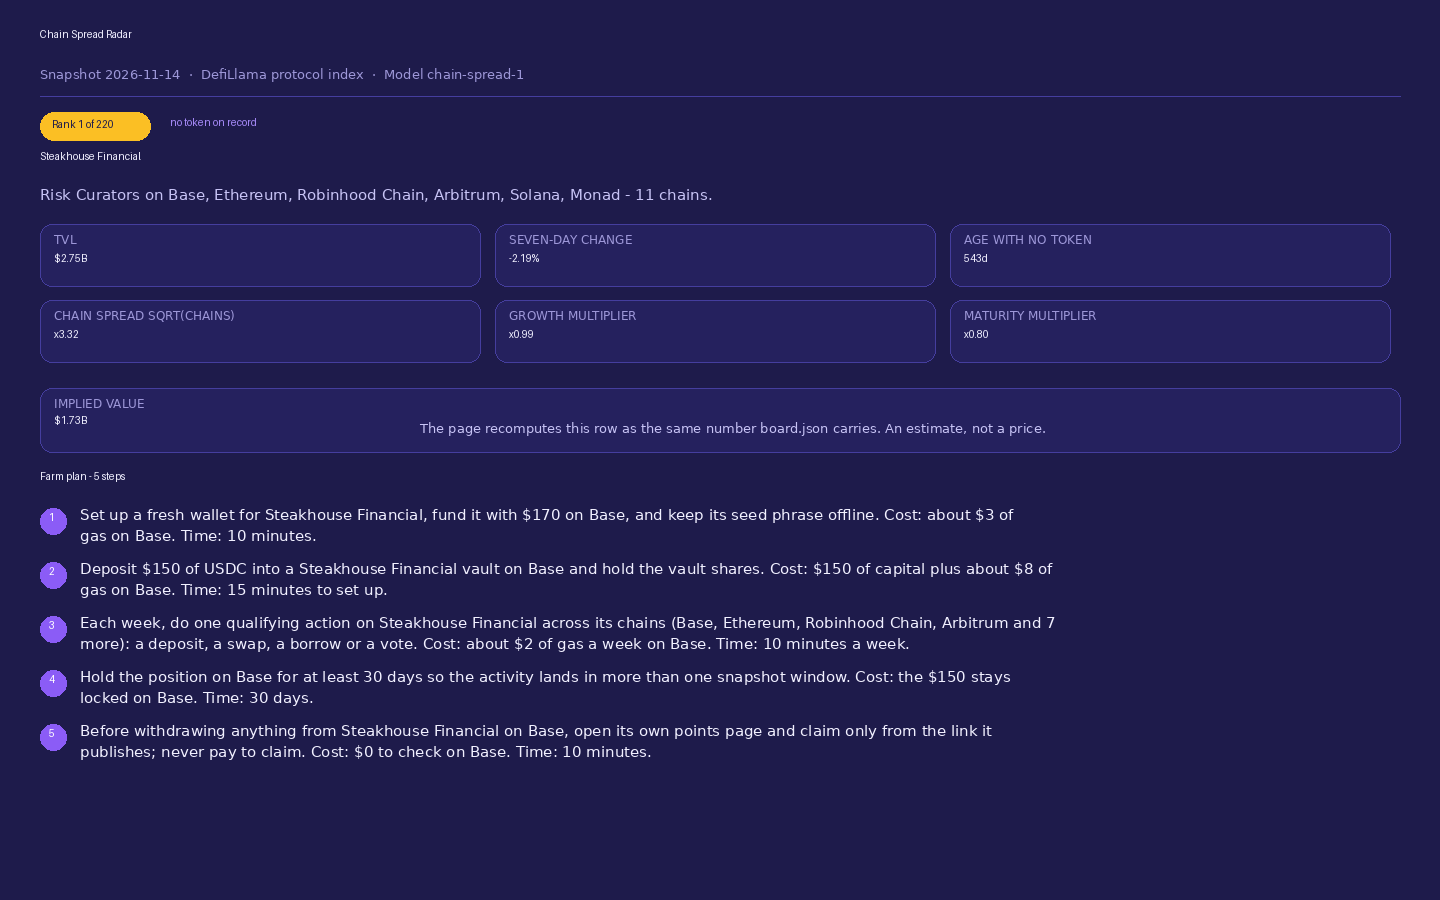 Chain Spread Radar
Snapshot 2026-11-14 · DefiLlama protocol index · Model chain-spread-1
Rank 1 of 220
no token on record
Steakhouse Financial
Risk Curators on Base, Ethereum, Robinhood Chain, Arbitrum, Solana, Monad - 11 chains.
TVL
$2.75B
SEVEN-DAY CHANGE
-2.19%
AGE WITH NO TOKEN
543d
CHAIN SPREAD SQRT(CHAINS)
x3.32
GROWTH MULTIPLIER
x0.99
MATURITY MULTIPLIER
x0.80
IMPLIED VALUE
$1.73B
The page recomputes this row as the same number board.json carries. An estimate, not a price.
Farm plan - 5 steps
1
Set up a fresh wallet for Steakhouse Financial, fund it with $170 on Base, and keep its seed phrase offline. Cost: about $3 of
gas on Base. Time: 10 minutes.
2
Deposit $150 of USDC into a Steakhouse Financial vault on Base and hold the vault shares. Cost: $150 of capital plus about $8 of
gas on Base. Time: 15 minutes to set up.
3
Each week, do one qualifying action on Steakhouse Financial across its chains (Base, Ethereum, Robinhood Chain, Arbitrum and 7
more): a deposit, a swap, a borrow or a vote. Cost: about $2 of gas a week on Base. Time: 10 minutes a week.
4
Hold the position on Base for at least 30 days so the activity lands in more than one snapshot window. Cost: the $150 stays
locked on Base. Time: 30 days.
5
Before withdrawing anything from Steakhouse Financial on Base, open its own points page and claim only from the link it
publishes; never pay to claim. Cost: $0 to check on Base. Time: 10 minutes.